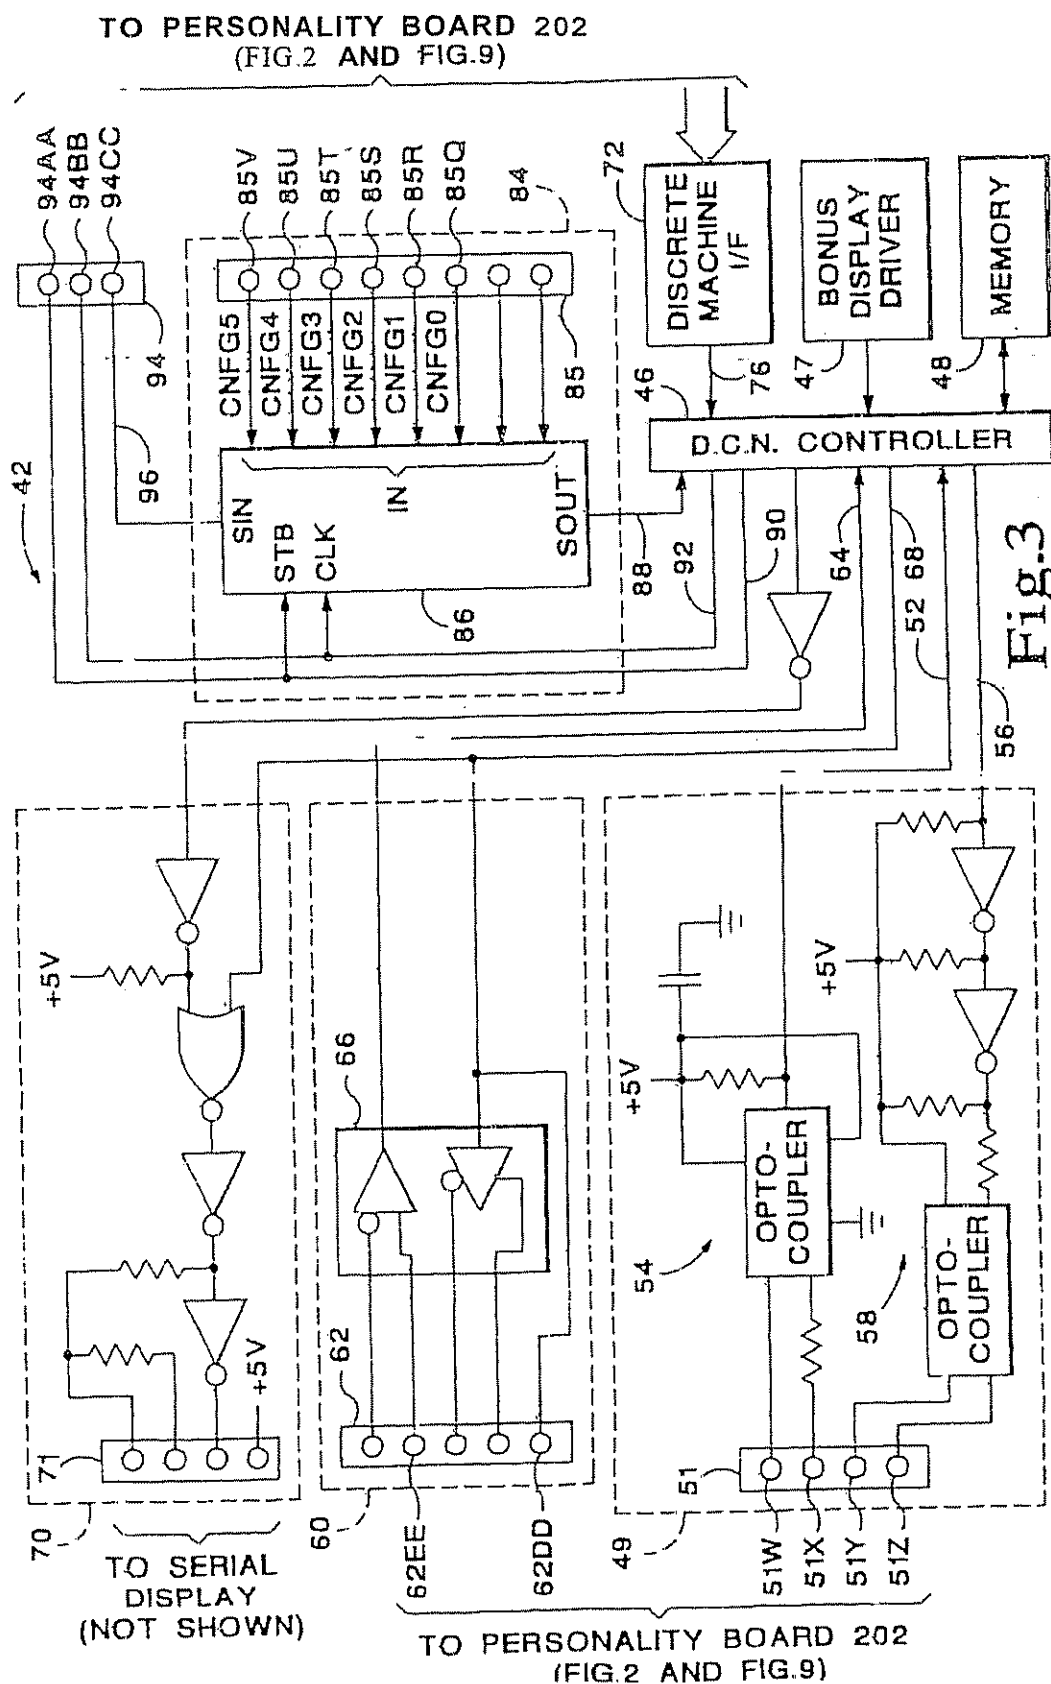 TO PERSONALITY BOARD 202
(FIG.2 AND FIG.9)
94AA
94BB
94CC
94
96
42
85V
85U
85T
85S
85R
85Q
84
85
CNFG5
CNFG4
CNFG3
CNFG2
CNFG1
CNFG0
SIN
STB
CLK
IN
SOUT
86
88
92
90
72
DISCRETE
MACHINE
I/F
76
46
BONUS
DISPLAY
DRIVER
47
MEMORY
48
D.C.N. CONTROLLER
64
68
52
56
Fig.3
+5V
71
+5V
70
TO SERIAL
DISPLAY
(NOT SHOWN)
66
62
60
62EE
62DD
+5V
OPTO-
COUPLER
54
+5V
OPTO-
COUPLER
58
51
49
51W
51X
51Y
51Z
TO PERSONALITY BOARD 202
(FIG.2 AND FIG.9)